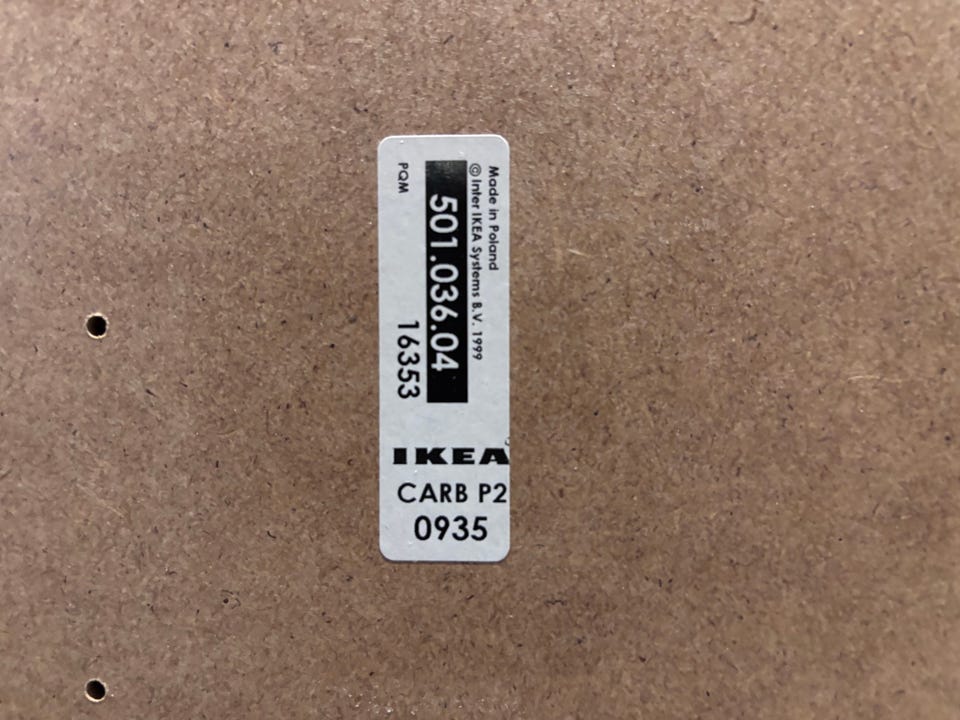 Made in Poland
© Inter IKEA Systems B.V. 1999
501.036.04
PQM
16353
IKEA
CARB P2
0935